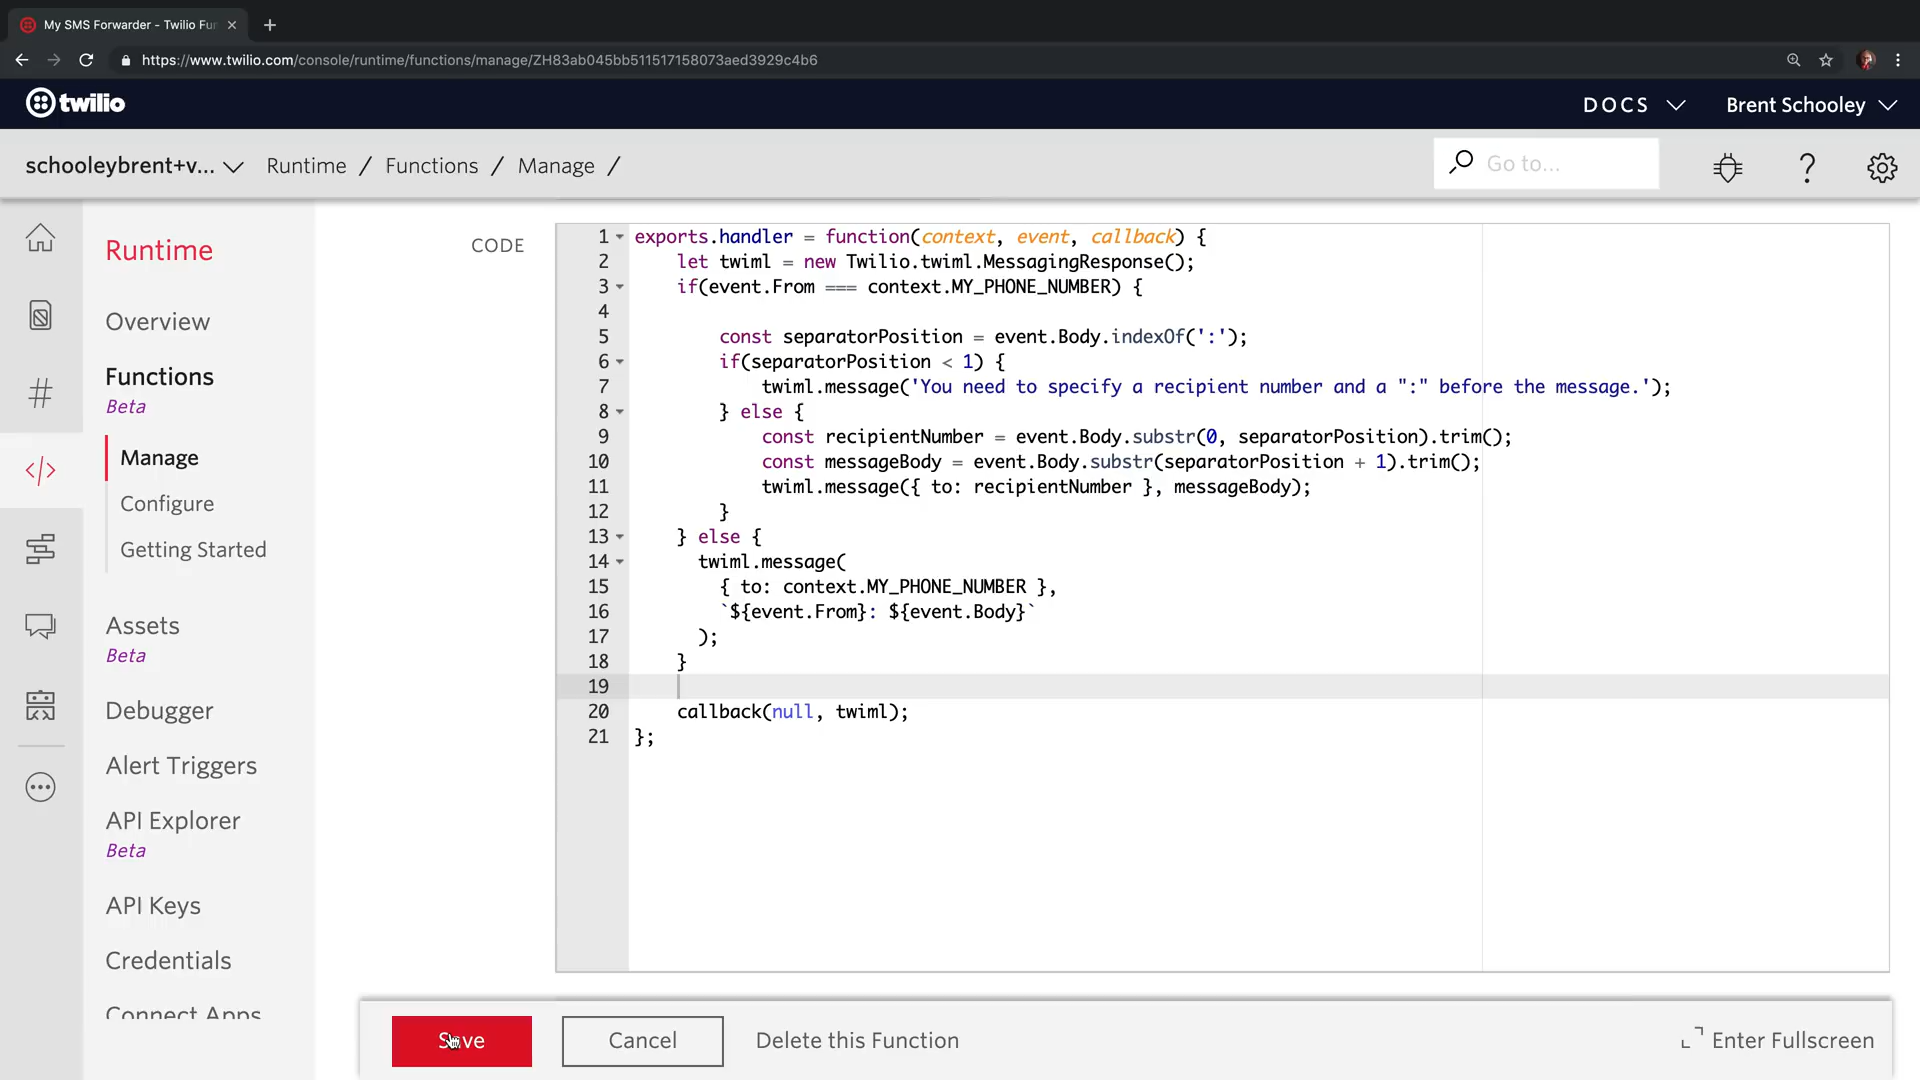 My SMS Forwarder - Twilio Fun
https://www.twilio.com/console/runtime/functions/manage/ZH83ab045bb511517158073aed3929c4b6
twilio
DOCS
Brent Schooley
schooleybrent+v...
Runtime / Functions / Manage /
Go to...
Runtime
Overview
Functions
Beta
Manage
Configure
Getting Started
Assets
Beta
Debugger
Alert Triggers
API Explorer
Beta
API Keys
Credentials
Connect Apps
CODE
1 exports.handler = function(context, event, callback) {
2     let twiml = new Twilio.twiml.MessagingResponse();
3     if(event.From === context.MY_PHONE_NUMBER) {
4
5         const separatorPosition = event.Body.indexOf(':');
6         if(separatorPosition < 1) {
7             twiml.message('You need to specify a recipient number and a ":" before the message.');
8         } else {
9             const recipientNumber = event.Body.substr(0, separatorPosition).trim();
10             const messageBody = event.Body.substr(separatorPosition + 1).trim();
11             twiml.message({ to: recipientNumber }, messageBody);
12         }
13     } else {
14       twiml.message(
15         { to: context.MY_PHONE_NUMBER },
16         `${event.From}: ${event.Body}`
17       );
18     }
19
20     callback(null, twiml);
21 };
Save
Cancel
Delete this Function
Enter Fullscreen